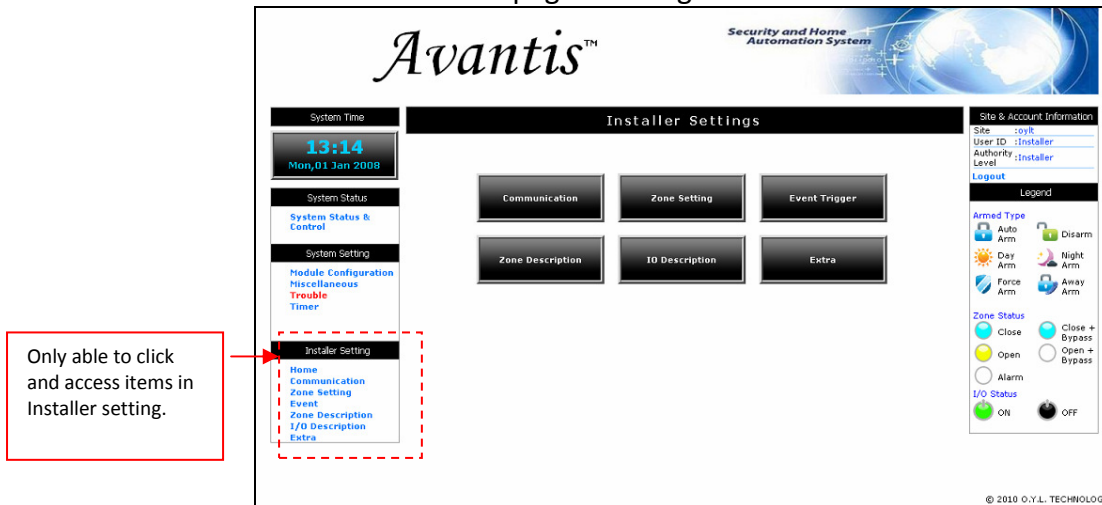 Avantis™
Security and Home
Automation System
System Time
13:14
Mon,01 Jan 2008
System Status
System Status &
Control
System Setting
Module Configuration
Miscellaneous
Trouble
Timer
Installer Setting
Home
Communication
Zone Setting
Event
Zone Description
I/O Description
Extra
Only able to click
and access items in
Installer setting.
Installer Settings
Communication
Zone Setting
Event Trigger
Zone Description
IO Description
Extra
Site & Account Information
Site :oylt
User ID :Installer
Authority
Level :Installer
Logout
Legend
Armed Type
Auto
Arm
Disarm
Day
Arm
Night
Arm
Force
Arm
Away
Arm
Zone Status
Close
Close +
Bypass
Open
Open +
Bypass
Alarm
I/O Status
ON
OFF
© 2010 O.Y.L. TECHNOLOG